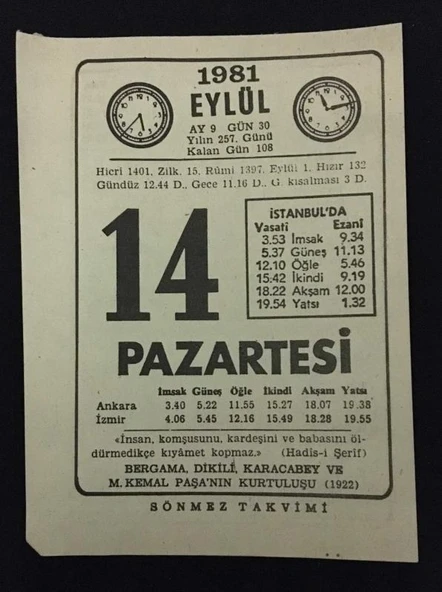 1981
EYLÜL
AY 9 GÜN 30
Yılın 257. Günü
Kalan Gün 108
Hicri 1401, Zilk. 15, Rûmi 1397, Eylül 1, Hızır 132
Gündüz 12.44 D., Gece 11.16 D., G. kısalması 3 D.
14
İSTANBUL'DA
Vasati Ezanî
3.53 İmsak 9.34
5.37 Güneş 11.13
12.10 Öğle 5.46
15.42 İkindi 9.19
18.22 Akşam 12.00
19.54 Yatsı 1.32
PAZARTESİ
İmsak Güneş Öğle İkindi Akşam Yatsı
Ankara 3.40 5.22 11.55 15.27 18.07 19.38
İzmir 4.06 5.45 12.16 15.49 18.28 19.55
«İnsan, komşusunu, kardeşini ve babasını öl-
dürmedikçe kıyâmet kopmaz.» (Hadis-i Şerif)
BERGAMA, DİKİLİ, KARACABEY VE
M. KEMAL PAŞA'NIN KURTULUŞU (1922)
SÖNMEZ TAKVİMİ